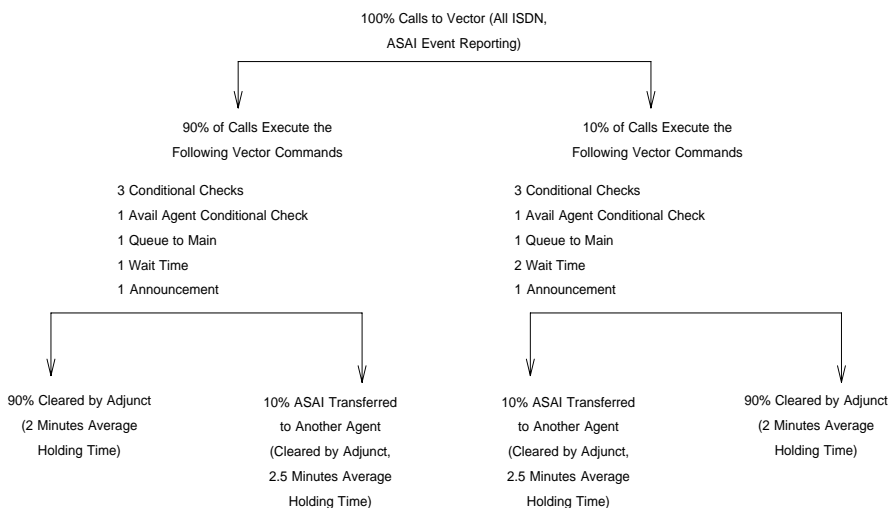 100% Calls to Vector (All ISDN,
ASAI Event Reporting)
90% of Calls Execute the
Following Vector Commands
3 Conditional Checks
1 Avail Agent Conditional Check
1 Queue to Main
1 Wait Time
1 Announcement
10% of Calls Execute the
Following Vector Commands
3 Conditional Checks
1 Avail Agent Conditional Check
1 Queue to Main
2 Wait Time
1 Announcement
90% Cleared by Adjunct
(2 Minutes Average
Holding Time)
10% ASAI Transferred
to Another Agent
(Cleared by Adjunct,
2.5 Minutes Average
Holding Time)
10% ASAI Transferred
to Another Agent
(Cleared by Adjunct,
2.5 Minutes Average
Holding Time)
90% Cleared by Adjunct
(2 Minutes Average
Holding Time)